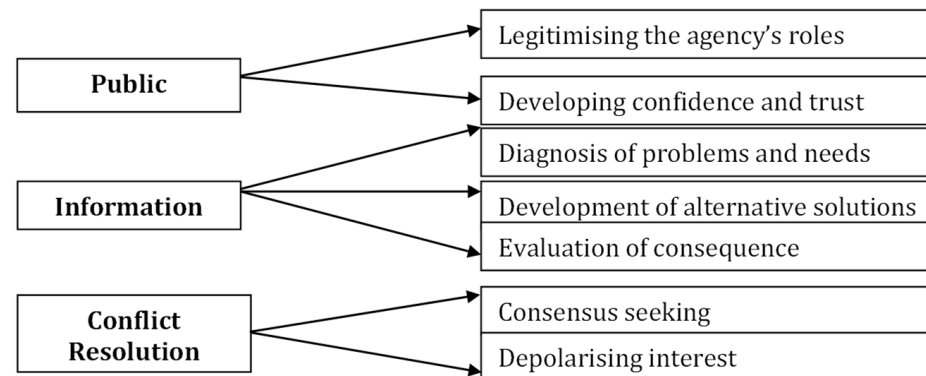 Public
Legitimising the agency's roles
Developing confidence and trust
Information
Diagnosis of problems and needs
Development of alternative solutions
Evaluation of consequence
Conflict
Resolution
Consensus seeking
Depolarising interest